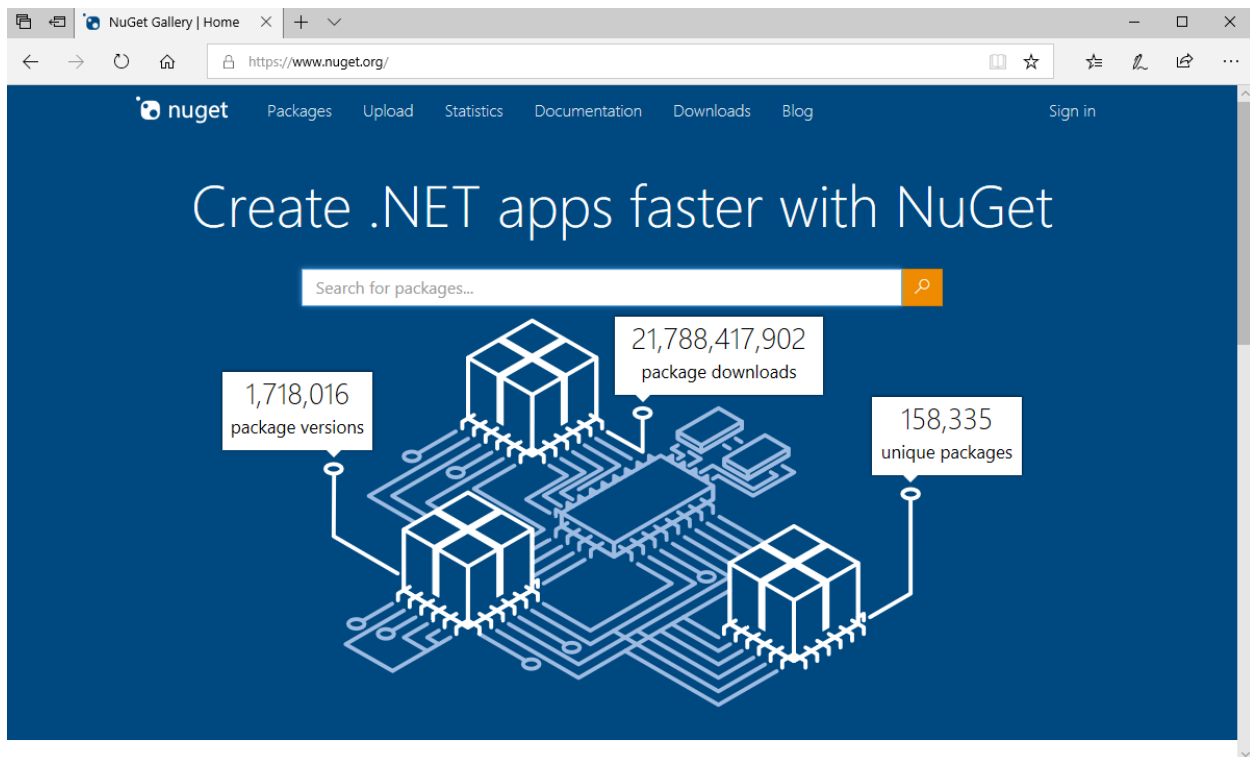 NuGet Gallery | Home
https://www.nuget.org/
nuget Packages Upload Statistics Documentation Downloads Blog Sign in
Create .NET apps faster with NuGet
Search for packages...
21,788,417,902
package downloads
1,718,016
package versions
158,335
unique packages